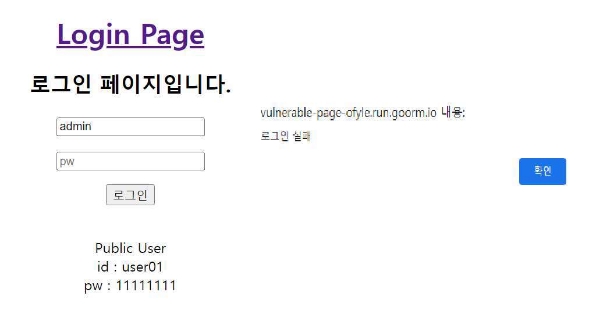 Login Page
로그인 페이지입니다.
admin
pw
로그인
Public User
id : user01
pw : 11111111
vulnerable-page-ofyle.run.goorm.io 내용:
로그인 실패
확인